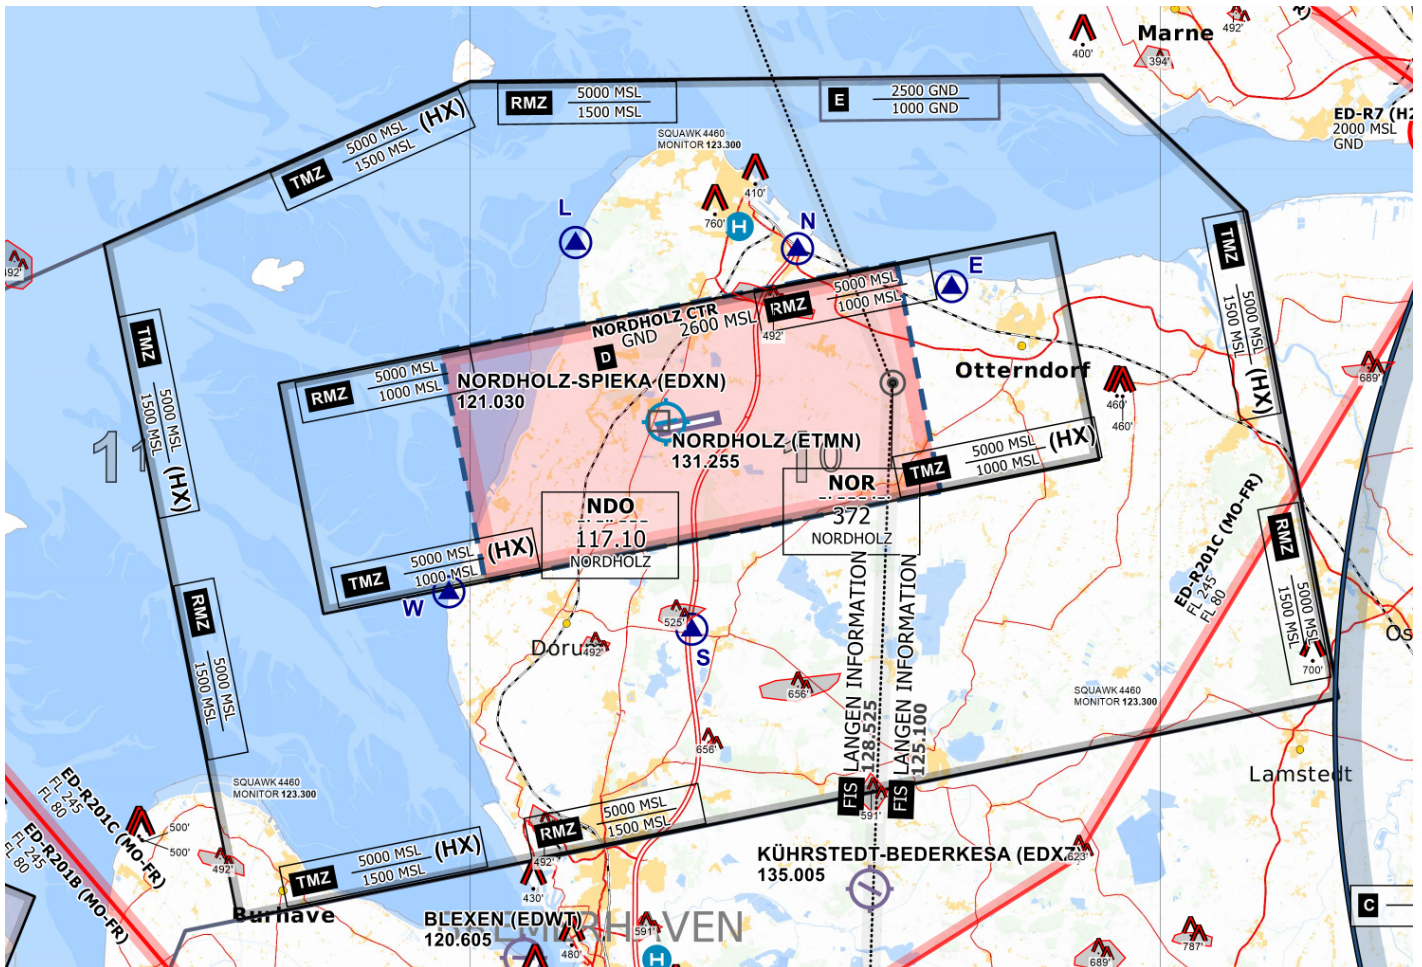 Marne
492'
400'
394'
RMZ
5000 MSL
1500 MSL
E
2500 GND
1000 GND
TMZ
5000 MSL
1500 MSL
(HX)
ED-R7 (H2
2000 MSL
GND
SQUAWK 4460
MONITOR 123.300
410'
760'
H
L
N
E
492'
TMZ
5000 MSL
1500 MSL
(HX)
NORDHOLZ CTR
D
GND
2600 MSL
RMZ
5000 MSL
1000 MSL
492'
TMZ
5000 MSL
1500 MSL
(HX)
RMZ
5000 MSL
1000 MSL
NORDHOLZ-SPIEKA (EDXN)
121.030
Otterndorf
689'
460'
460'
11
NORDHOLZ (ETMN)
131.255
10
TMZ
5000 MSL
1000 MSL
(HX)
NDO
117.10
NORDHOLZ
NOR
372
NORDHOLZ
ED-R201C (MO-FR)
FL 245
FL 80
RMZ
5000 MSL
1500 MSL
TMZ
5000 MSL
1000 MSL
(HX)
W
525'
S
Dorum
492'
RMZ
5000 MSL
1500 MSL
Os
700'
656'
SQUAWK 4460
MONITOR 123.300
656'
LANGEN INFORMATION
128.525
FIS
LANGEN INFORMATION
125.100
FIS
591'
Lamstedt
SQUAWK 4460
MONITOR 123.300
ED-R201C (MO-FR)
FL 245
FL 80
ED-R201B (MO-FR)
FL 245
FL 80
500'
500'
492'
RMZ
5000 MSL
1500 MSL
TMZ
5000 MSL
1500 MSL
(HX)
492'
430'
KÜHRSTEDT-BEDERKESA (EDXZ)
135.005
623'
Burhave
BLEXEN (EDWT)
120.605
BREMERHAVEN
591'
480'
H
C
787'
689'